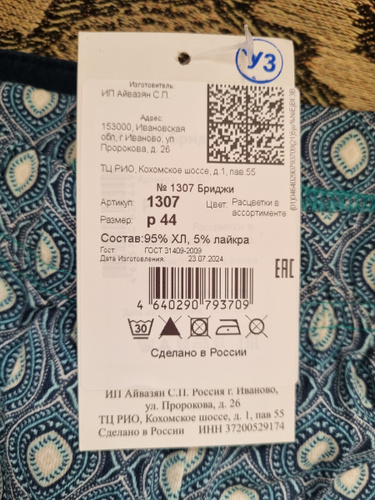 УЗ
Изготовитель
ИП Айвазян С.П.
Адрес:
153000, Ивановская
обл, г Иваново, ул
Пророкова, д. 26
ТЦ РИО, Кохомское шоссе, д.1, пав.55
№ 1307 Бриджи
Артикул: 1307 Цвет: Расцветки в
ассортименте
Размер: р 44
Состав:95% ХЛ, 5% лайкра
Гост: ГОСТ 31409-2009
Дата Изготовления: 23.07.2024
EAC
4 640290 793709
30
Сделано в России
ИП Айвазян С.П. Россия г. Иваново,
ул. Пророкова, д. 26
ТЦ РИО, Кохомское шоссе, д. 1, пав 55
Сделано в России ИНН 37200529174